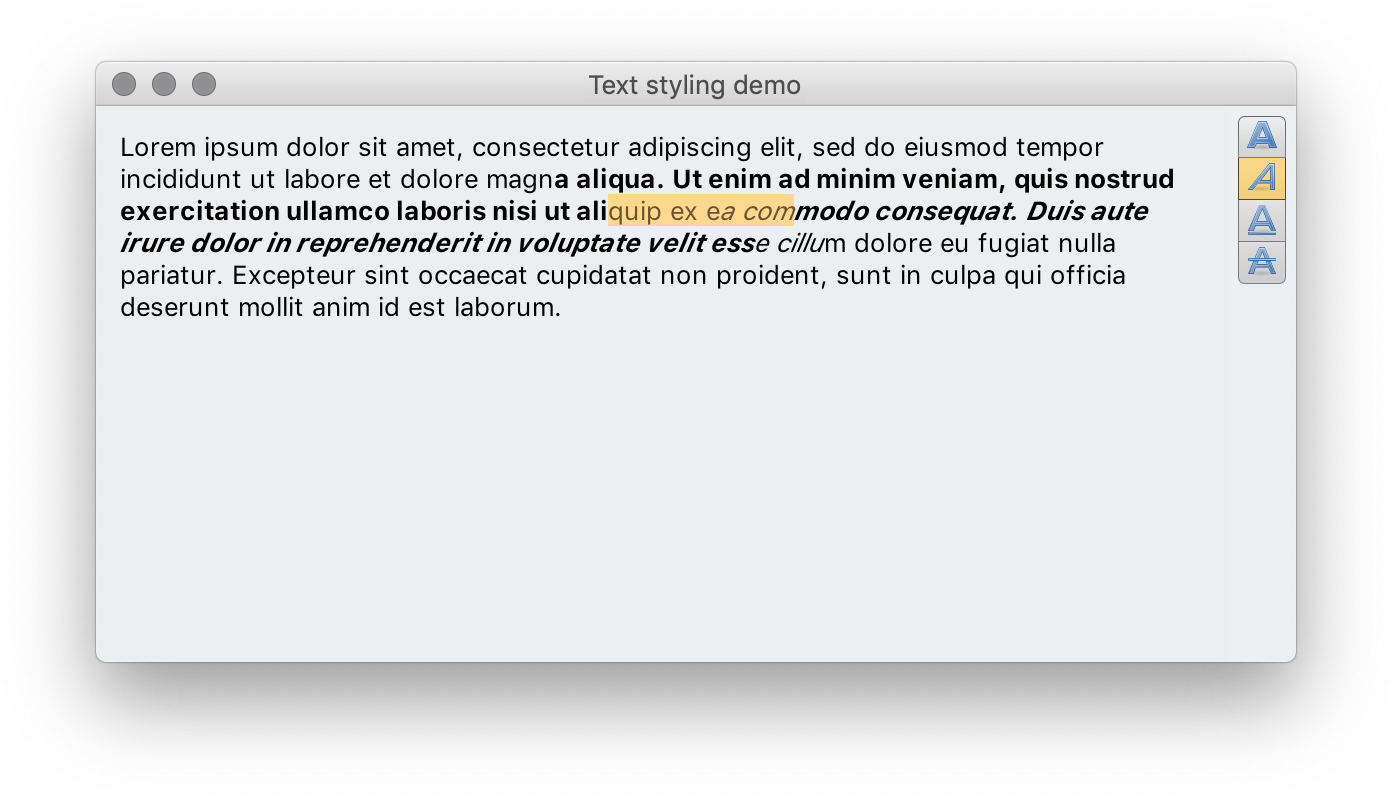 Text styling demo
Lorem ipsum dolor sit amet, consectetur adipiscing elit, sed do eiusmod tempor
incididunt ut labore et dolore magna aliqua. Ut enim ad minim veniam, quis nostrud
exercitation ullamco laboris nisi ut aliquip ex ea commodo consequat. Duis aute
irure dolor in reprehenderit in voluptate velit esse cillum dolore eu fugiat nulla
pariatur. Excepteur sint occaecat cupidatat non proident, sunt in culpa qui officia
deserunt mollit anim id est laborum.
A
A
A
A